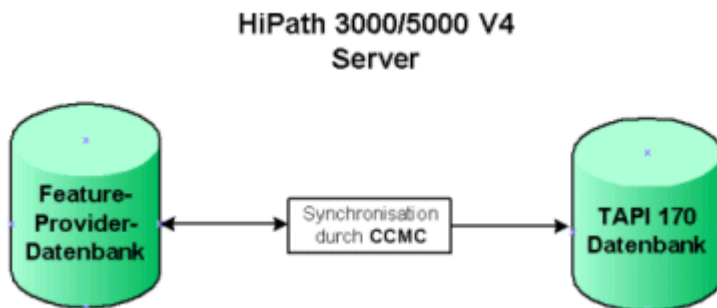 HiPath 3000/5000 V4
Server
Feature-
Provider-
Datenbank
Synchronisation
durch CCMC
TAPI 170
Datenbank